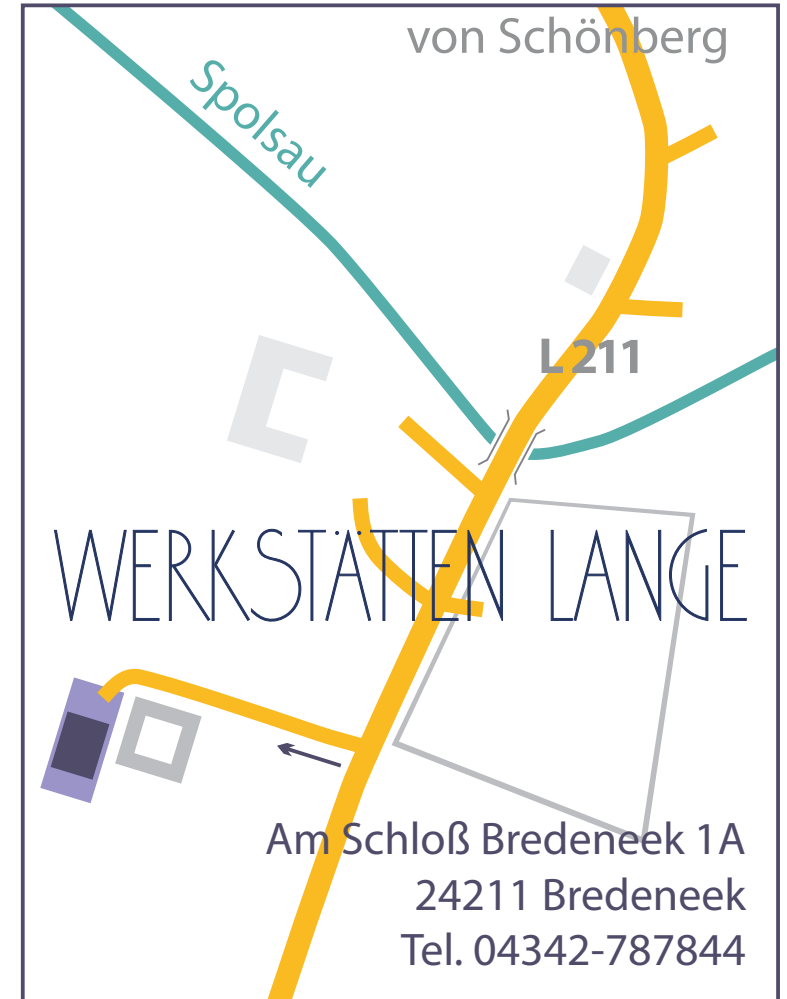 von Schönberg
Spolsau
L 211
WERKSTÄTTEN LANGE
Am Schloß Bredeneek 1A
24211 Bredeneek
Tel. 04342-787844